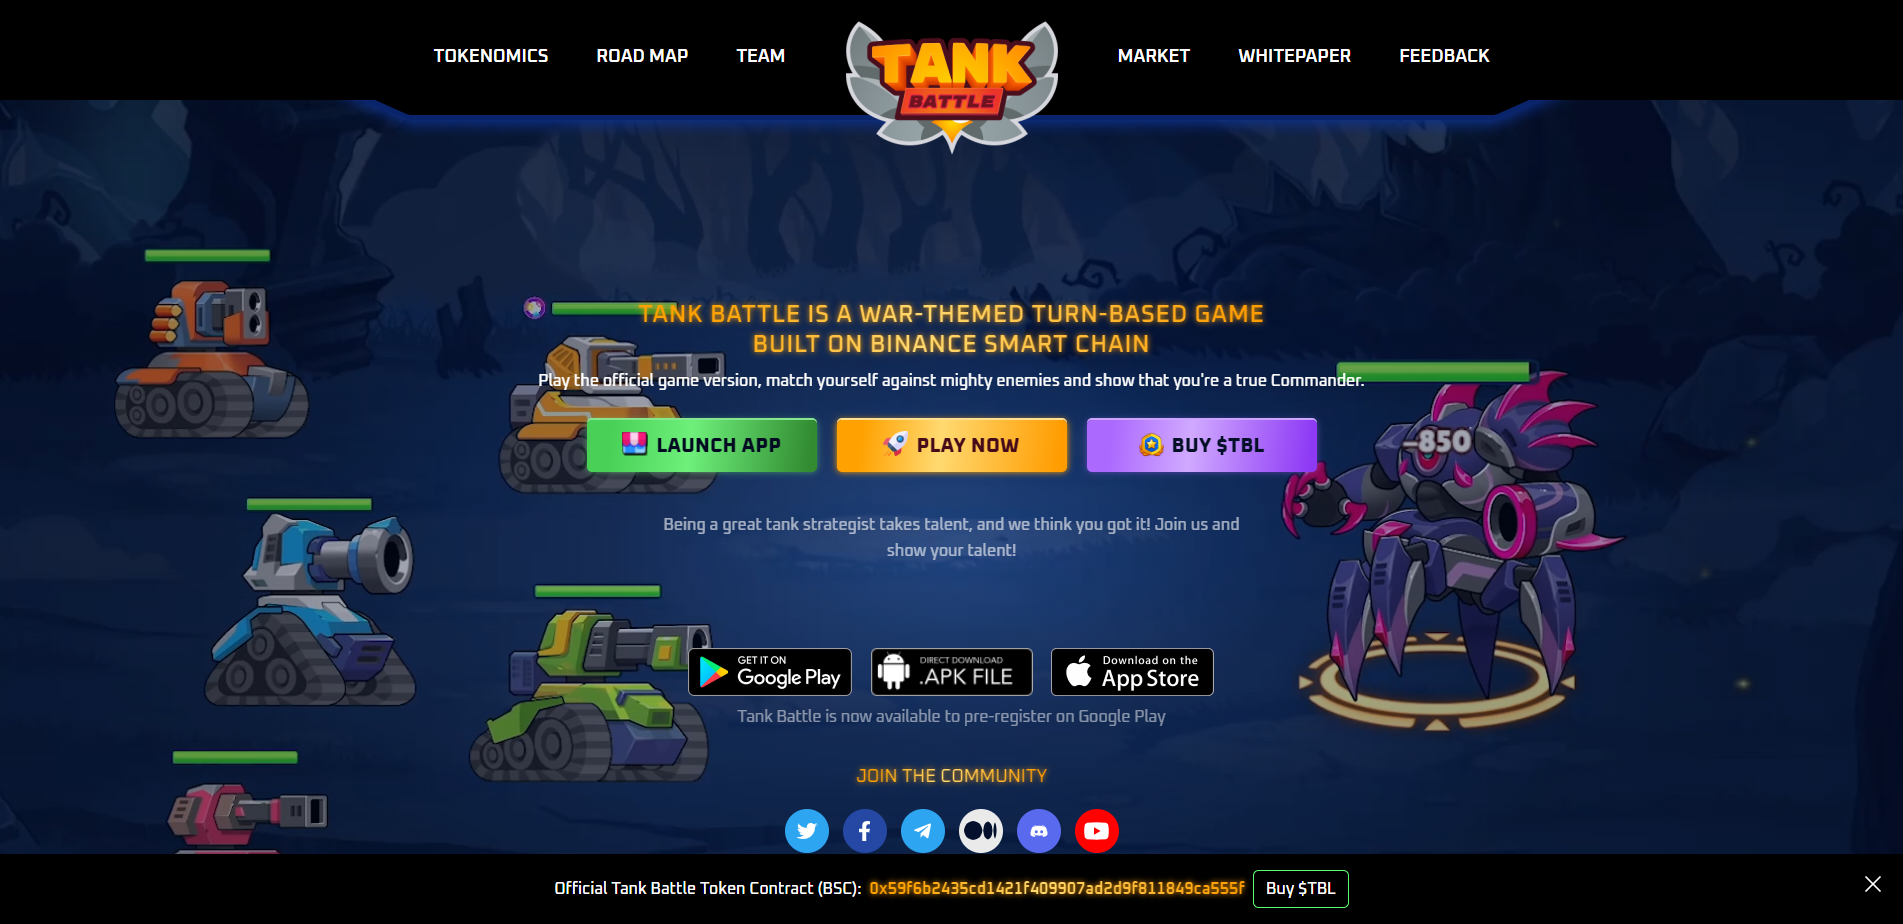 TOKENOMICS ROAD MAP TEAM
TANK
BATTLE
MARKET WHITEPAPER FEEDBACK
TANK BATTLE IS A WAR-THEMED TURN-BASED GAME
BUILT ON BINANCE SMART CHAIN
Play the official game version, match yourself against mighty enemies and show that you're a true Commander.
LAUNCH APP
PLAY NOW
BUY $TBL
-850
Being a great tank strategist takes talent, and we think you got it! Join us and
show your talent!
GET IT ON
Google Play
DIRECT DOWNLOAD
.APK FILE
Download on the
App Store
Tank Battle is now available to pre-register on Google Play
JOIN THE COMMUNITY
Official Tank Battle Token Contract (BSC): 0x59f6b2435cd1421f409907ad2d9f811849ca555f Buy $TBL